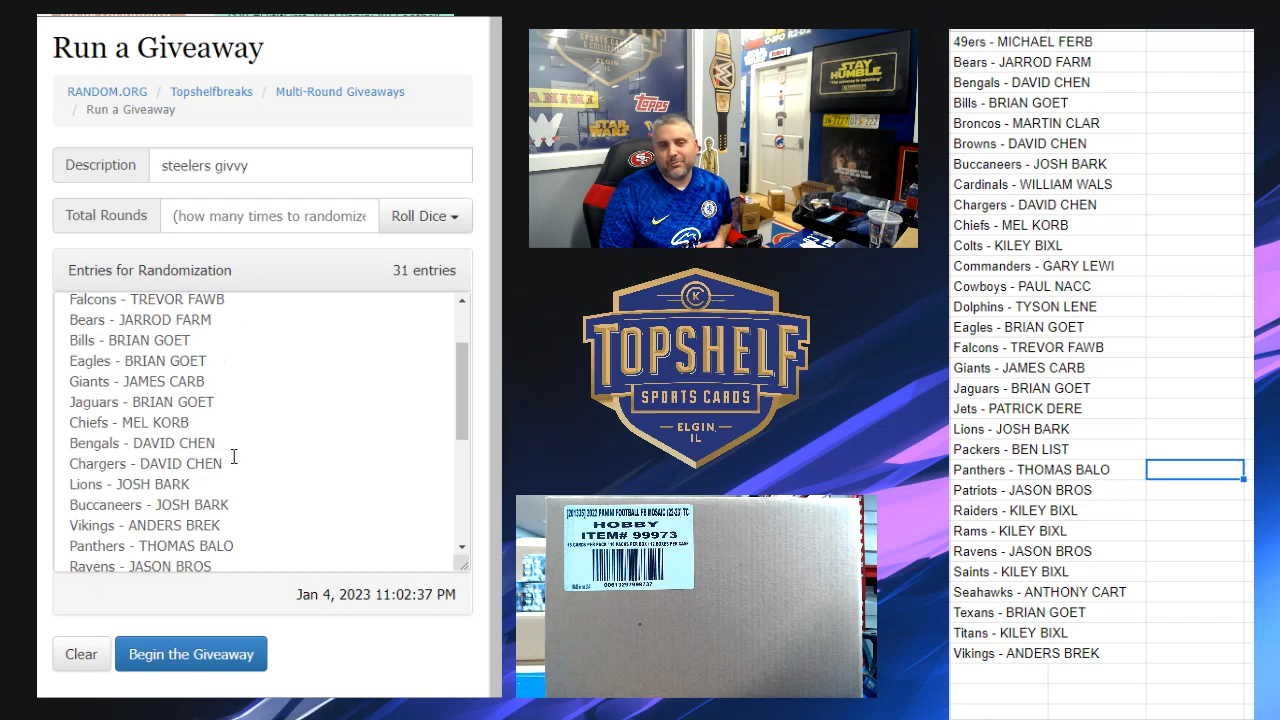 Run a Giveaway
RANDOM.ORG / Topshelfbreaks / Multi-Round Giveaways
/ Run a Giveaway
Description steelers givvy
Total Rounds (how many times to randomize Roll Dice
Entries for Randomization 31 entries
Falcons - TREVOR FAWB
Bears - JARROD FARM
Bills - BRIAN GOET
Eagles - BRIAN GOET
Giants - JAMES CARB
Jaguars - BRIAN GOET
Chiefs - MEL KORB
Bengals - DAVID CHEN
Chargers - DAVID CHEN
Lions - JOSH BARK
Buccaneers - JOSH BARK
Vikings - ANDERS BREK
Panthers - THOMAS BALO
Ravens - JASON BROS
Jan 4, 2023 11:02:37 PM
Clear Begin the Giveaway
SPORTS CARDS
ELGIN, IL
PANINI
Topps
STAR WARS
STAY HUMBLE
CK
TOPSHELF
SPORTS CARDS
ELGIN, IL
HOBBY
ITEM# 99973
49ers - MICHAEL FERB
Bears - JARROD FARM
Bengals - DAVID CHEN
Bills - BRIAN GOET
Broncos - MARTIN CLAR
Browns - DAVID CHEN
Buccaneers - JOSH BARK
Cardinals - WILLIAM WALS
Chargers - DAVID CHEN
Chiefs - MEL KORB
Colts - KILEY BIXL
Commanders - GARY LEWI
Cowboys - PAUL NACC
Dolphins - TYSON LENE
Eagles - BRIAN GOET
Falcons - TREVOR FAWB
Giants - JAMES CARB
Jaguars - BRIAN GOET
Jets - PATRICK DERE
Lions - JOSH BARK
Packers - BEN LIST
Panthers - THOMAS BALO
Patriots - JASON BROS
Raiders - KILEY BIXL
Rams - KILEY BIXL
Ravens - JASON BROS
Saints - KILEY BIXL
Seahawks - ANTHONY CART
Texans - BRIAN GOET
Titans - KILEY BIXL
Vikings - ANDERS BREK